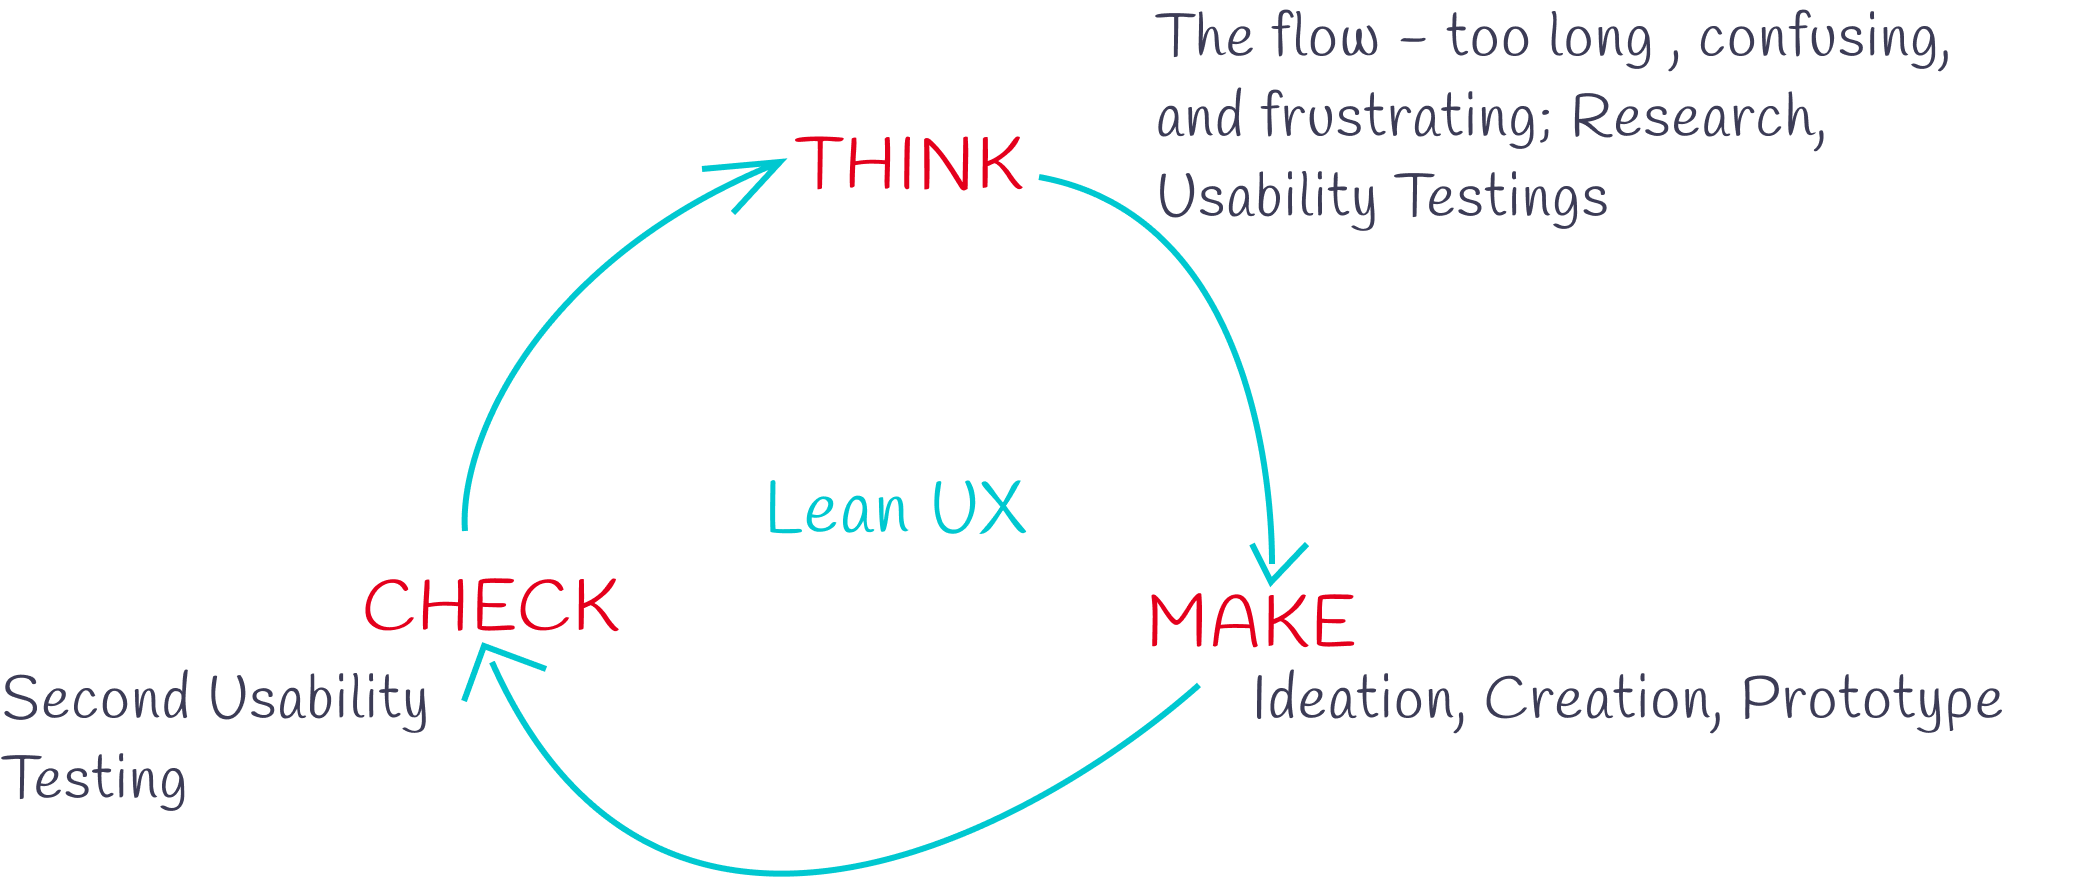 The flow - too long , confusing,
and frustrating; Research,
Usability Testings
THINK
Lean UX
CHECK
MAKE
Second Usability
Testing
Ideation, Creation, Prototype